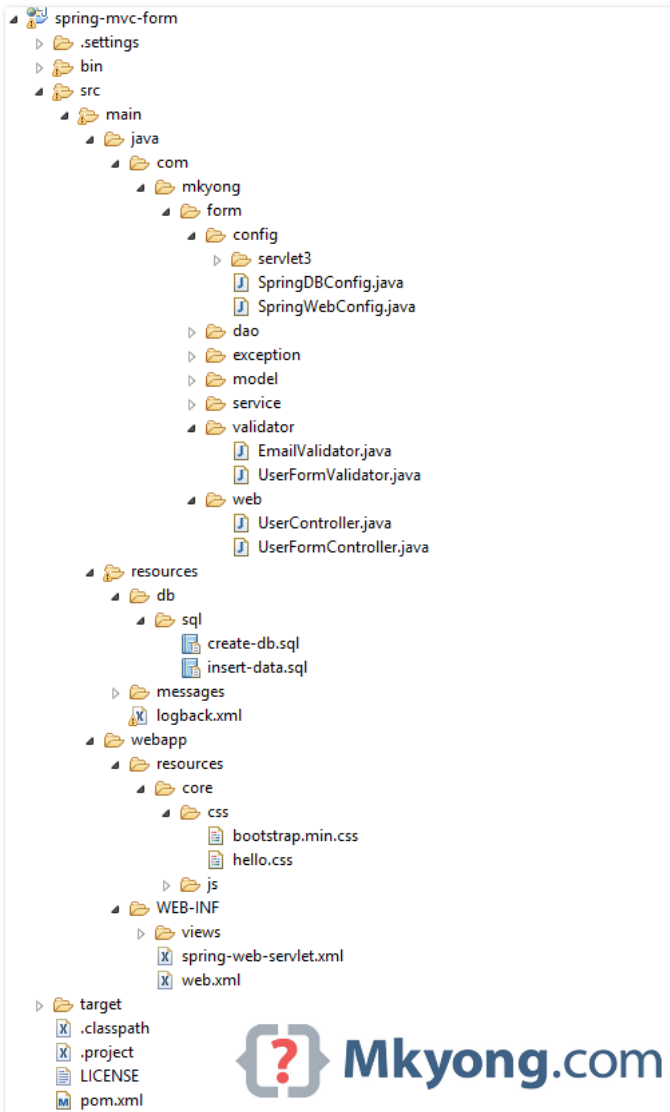 spring-mvc-form
.settings
bin
src
main
java
com
mkyong
form
config
servlet3
SpringDBConfig.java
SpringWebConfig.java
dao
exception
model
service
validator
EmailValidator.java
UserFormValidator.java
web
UserController.java
UserFormController.java
resources
db
sql
create-db.sql
insert-data.sql
messages
logback.xml
webapp
resources
core
css
bootstrap.min.css
hello.css
js
WEB-INF
views
spring-web-servlet.xml
web.xml
target
.classpath
.project
LICENSE
pom.xml
{?} Mkyong.com